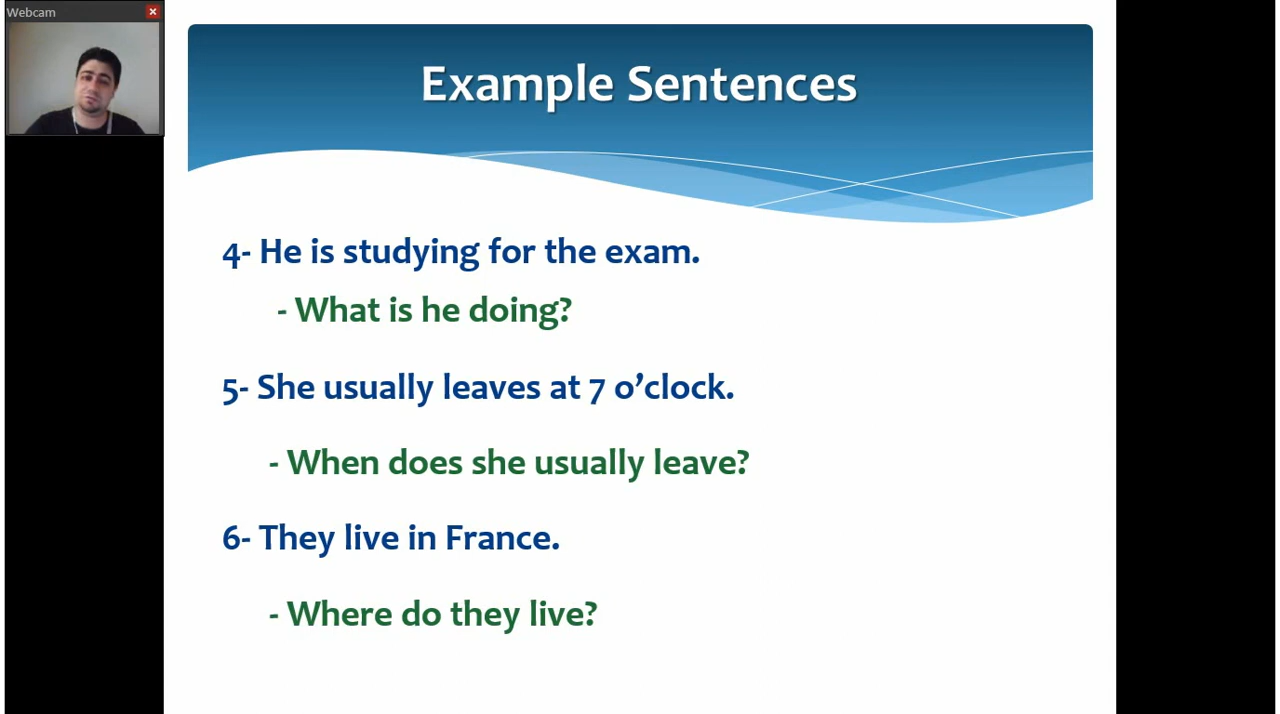 Webcam
Example Sentences
4- He is studying for the exam.
- What is he doing?
5- She usually leaves at 7 o’clock.
- When does she usually leave?
6- They live in France.
- Where do they live?